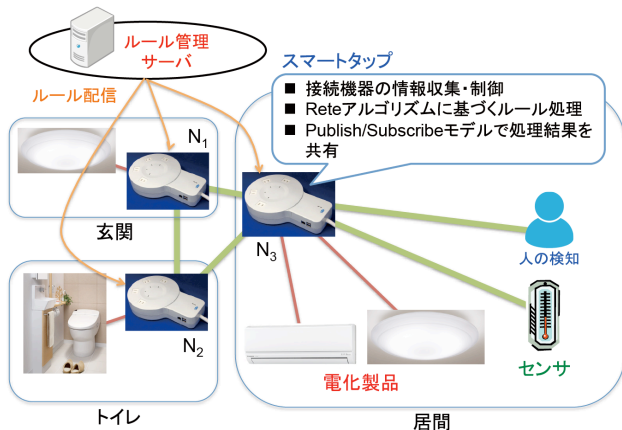 ルール管理
サーバ
スマートタップ
ルール配信
■ 接続機器の情報収集・制御
■ Reteアルゴリズムに基づくルール処理
■ Publish/Subscribeモデルで処理結果を
共有
N1
玄関
N3
人の検知
N2
センサ
電化製品
トイレ
居間